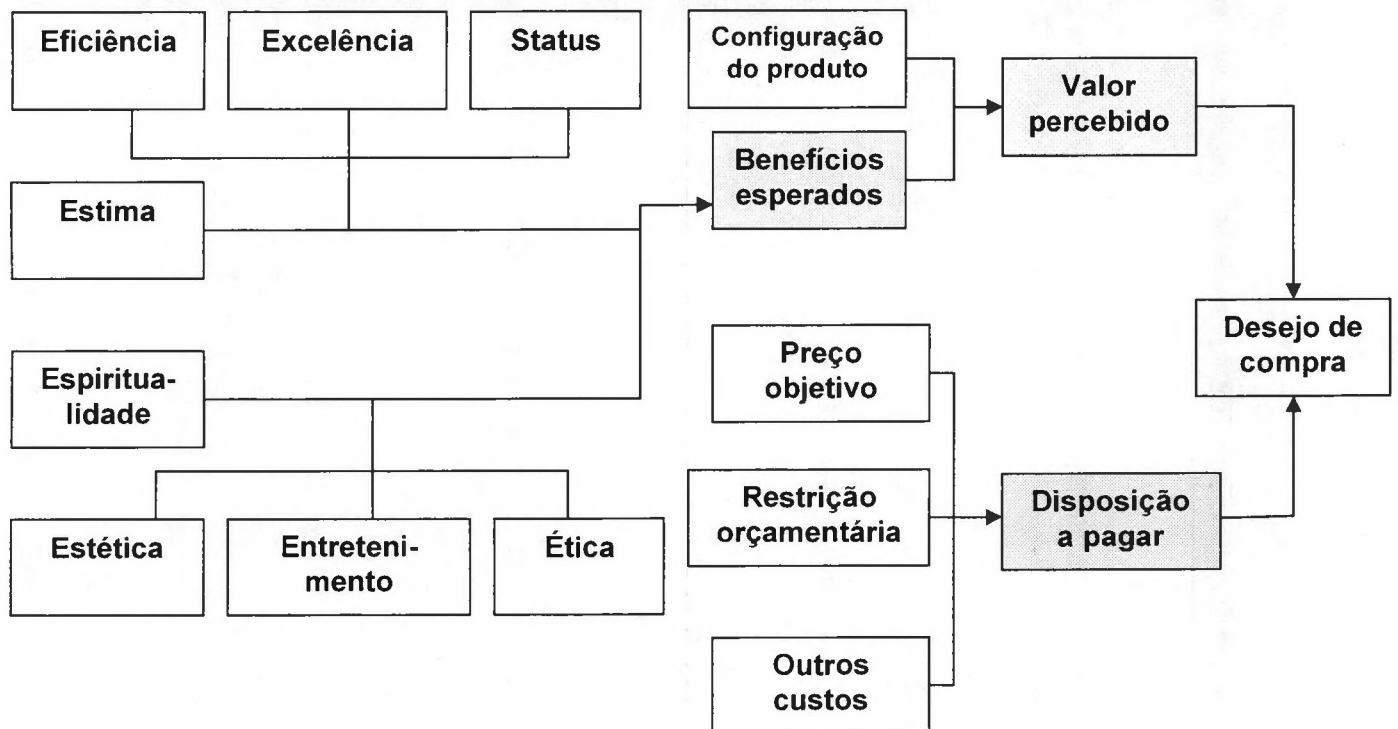 Eficiência
Excelência
Status
Configuração
do produto
Valor
percebido
Benefícios
esperados
Estima
Desejo de
compra
Preço
objetivo
Espiritua-
lidade
Restrição
orçamentária
Disposição
a pagar
Estética
Entreteni-
mento
Ética
Outros
custos